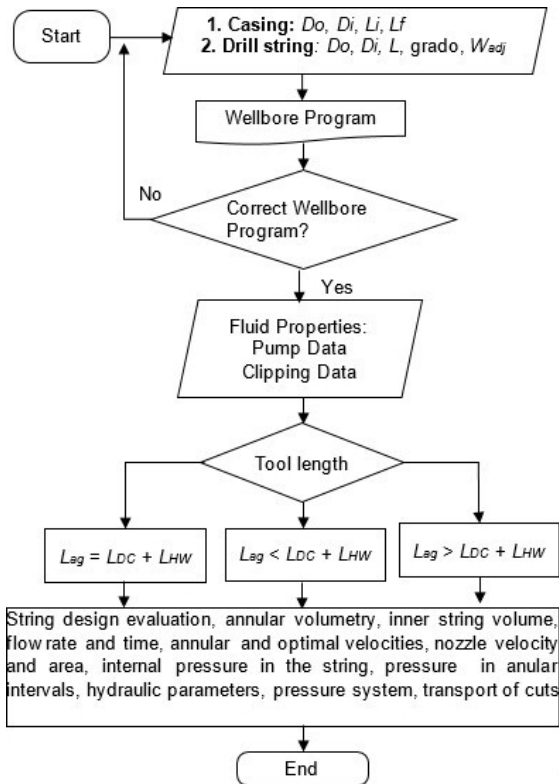 Start
1. Casing: Do, Di, Li, Lf
2. Drill string: Do, Di, L, grado, Wadj
Wellbore Program
No
Correct Wellbore
Program?
Yes
Fluid Properties:
Pump Data
Clipping Data
Tool length
Lag = LDC + LHW
Lag < LDC + LHW
Lag > LDC + LHW
String design evaluation, annular volumetry, inner string volume,
flow rate and time, annular and optimal velocities, nozzle velocity
and area, internal pressure in the string, pressure in anular
intervals, hydraulic parameters, pressure system, transport of cuts
End